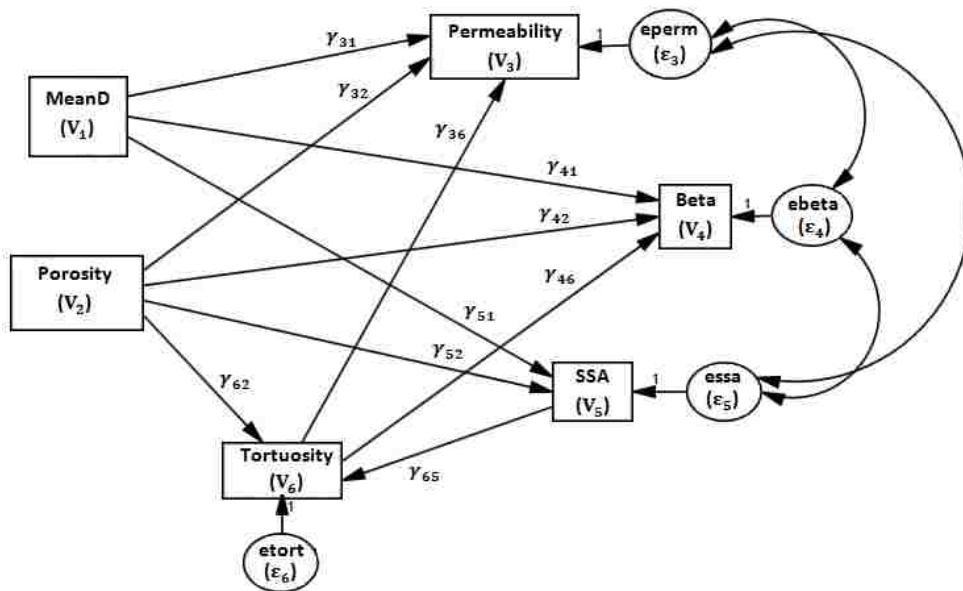 Permeability
(V₃)
1
eperm
(ε₃)
γ₃₁
MeanD
(V₁)
γ₃₂
γ₃₆
γ₄₁
Beta
(V₄)
1
ebeta
(ε₄)
γ₄₂
Porosity
(V₂)
γ₄₆
γ₅₁
γ₅₂
SSA
(V₅)
1
essa
(ε₅)
γ₆₂
Tortuosity
(V₆)
γ₆₅
1
etort
(ε₆)